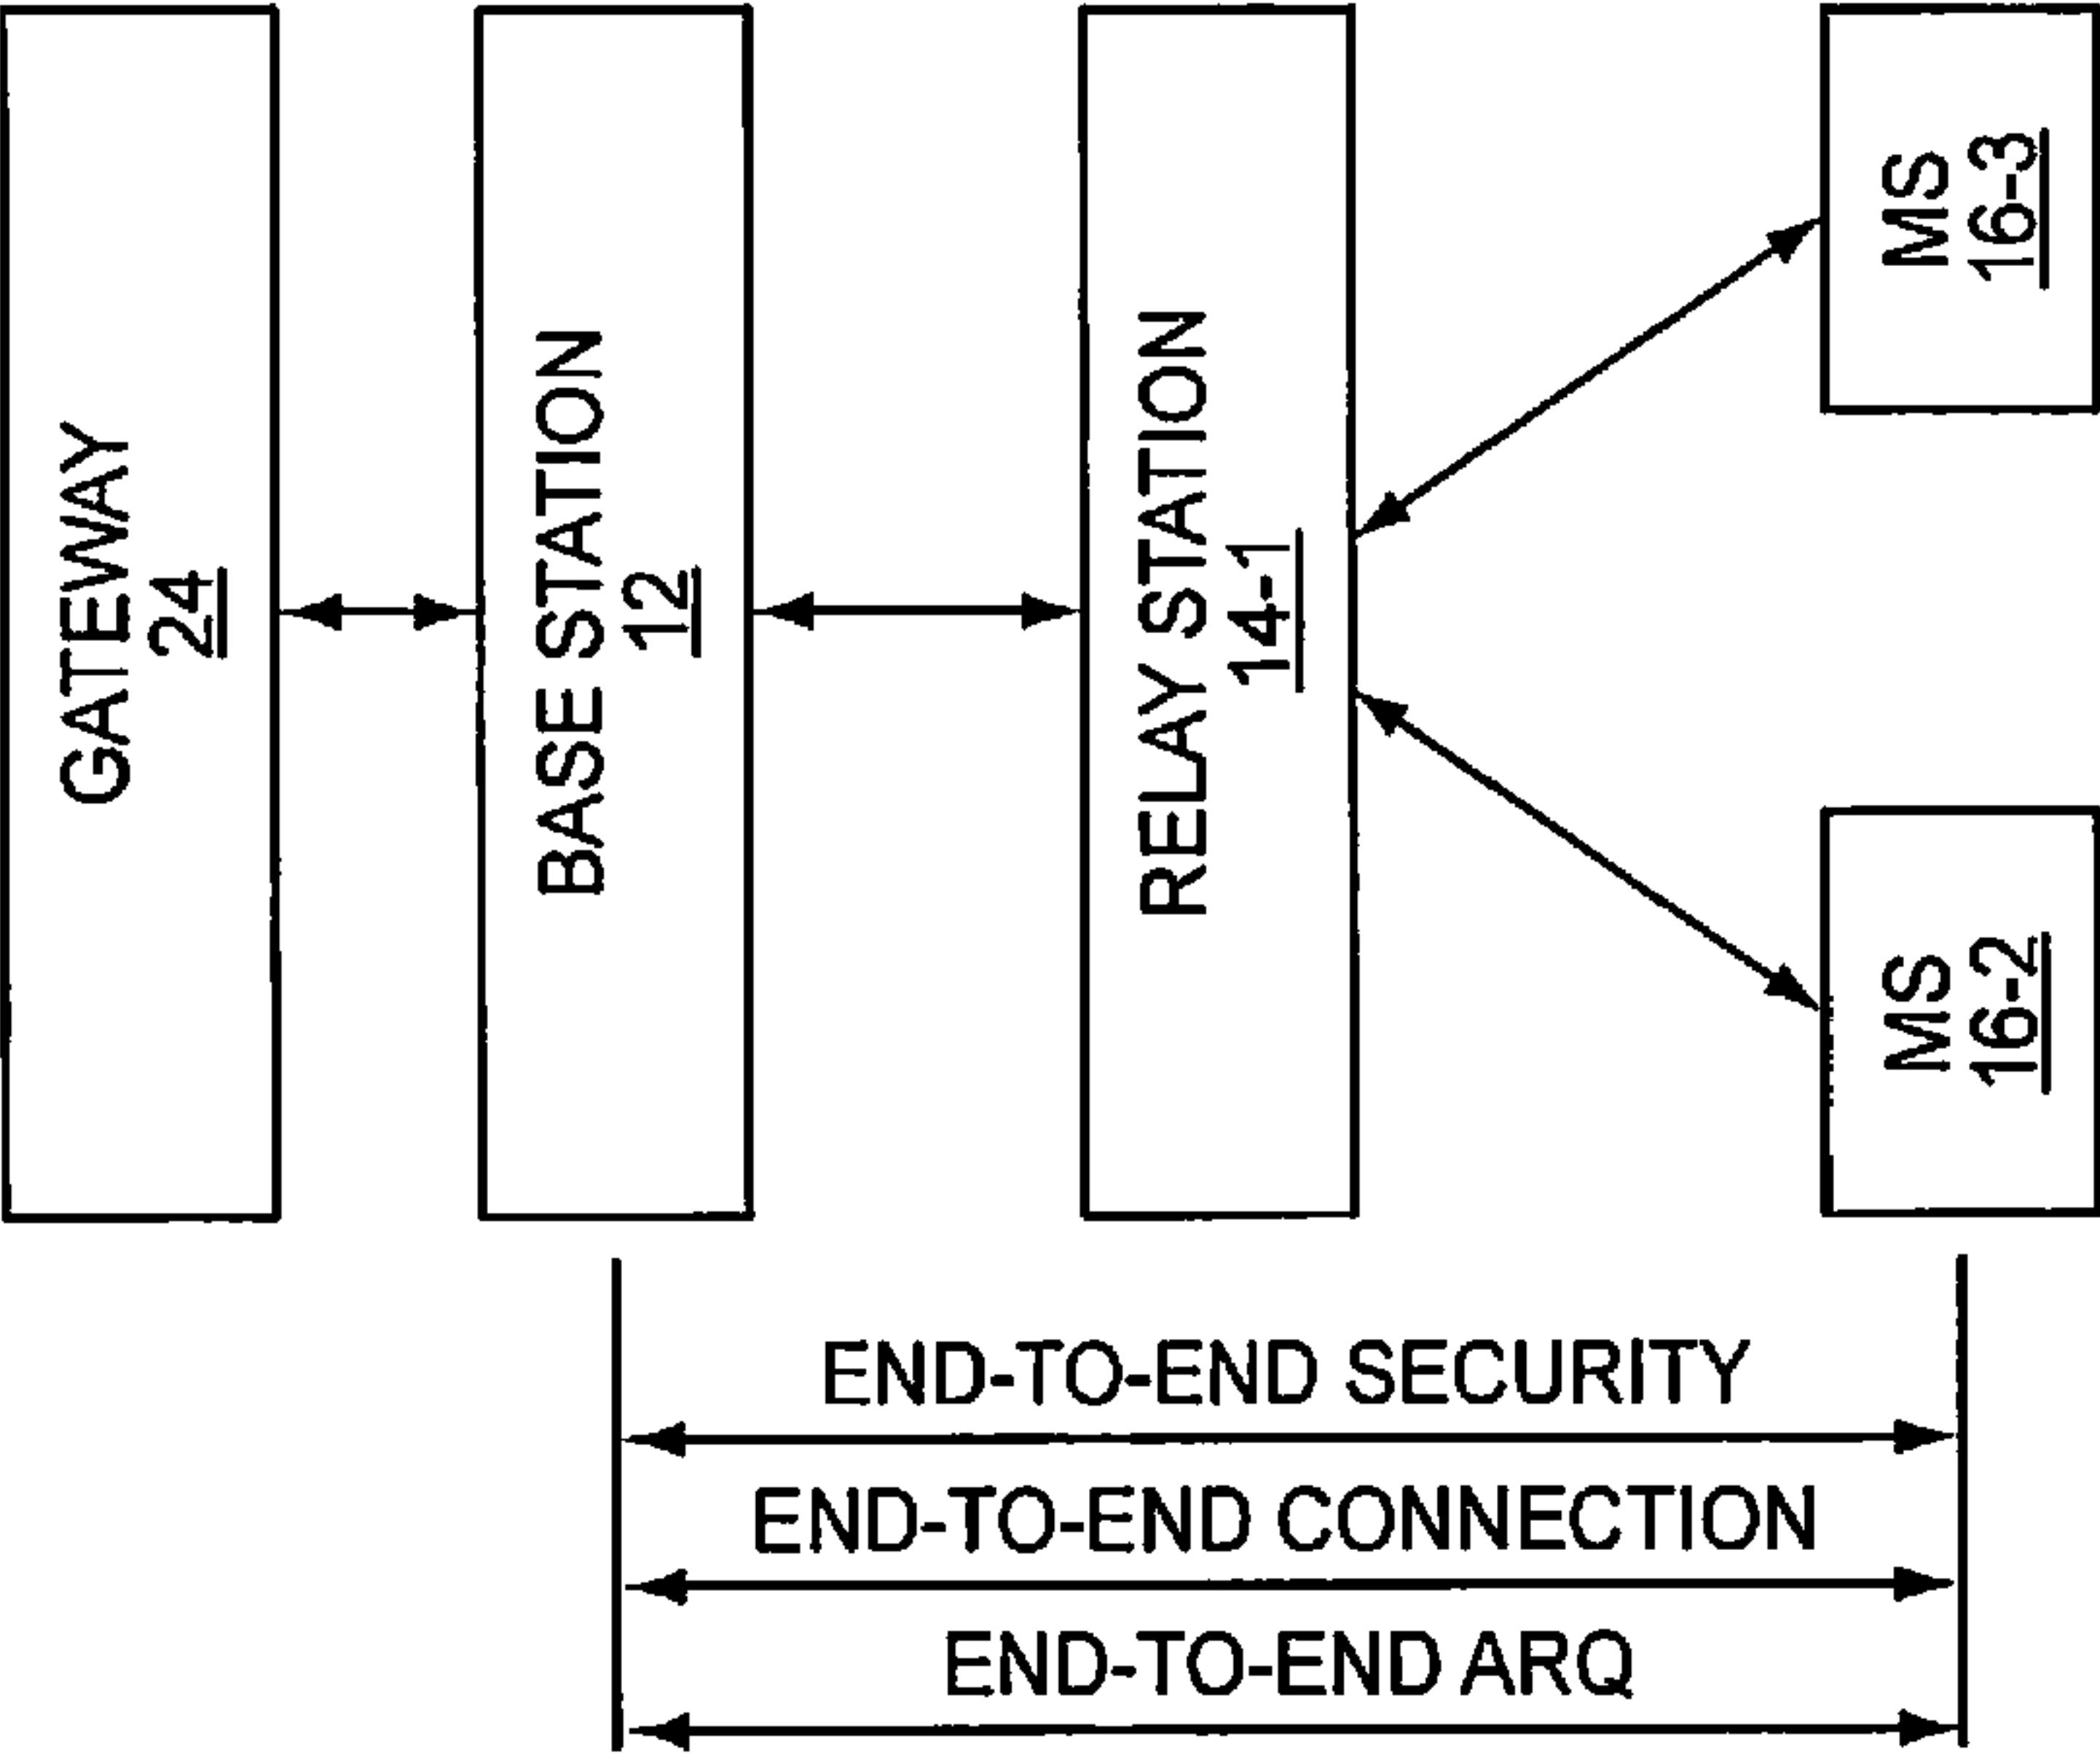 GATEWAY
24
BASE STATION
12
RELAY STATION
14-1
MS
16-3
MS
16-2
END-TO-END SECURITY
END-TO-END CONNECTION
END-TO-END ARQ